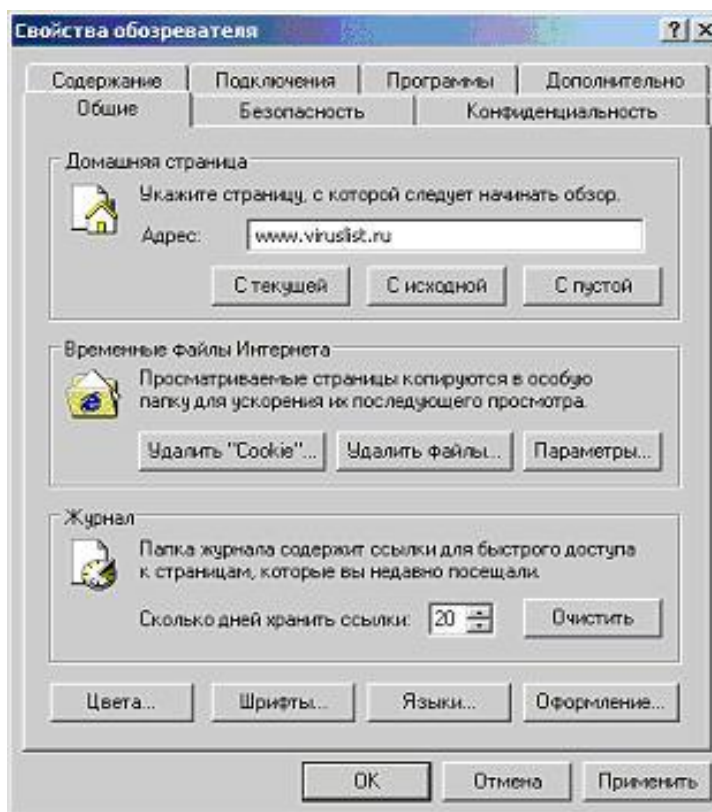 Свойства обозревателя
Содержание Подключения Программы Дополнительно
Общие Безопасность Конфиденциальность
Домашняя страница
Укажите страницу, с которой следует начинать обзор.
Адрес: www.viruslist.ru
С текущей С исходной С пустой
Временные файлы Интернета
Просматриваемые страницы копируются в особую
папку для ускорения их последующего просмотра.
Удалить "Cookie"... Удалить файлы... Параметры...
Журнал
Папка журнала содержит ссылки для быстрого доступа
к страницам, которые вы недавно посещали.
Сколько дней хранить ссылки: 20 Очистить
Цвета... Шрифты... Языки... Оформление...
OK Отмена Применить